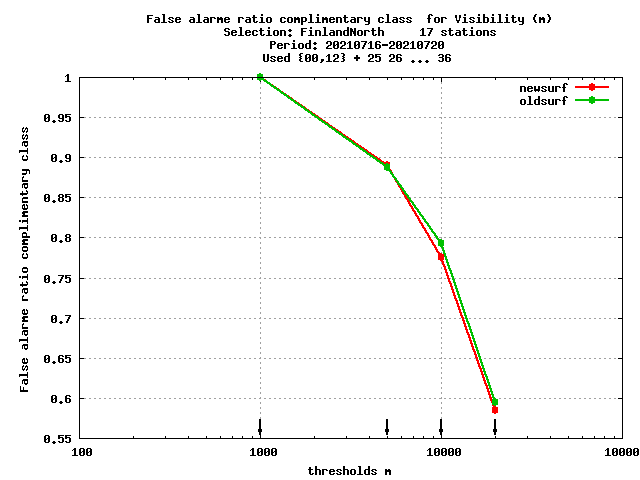 False alarme ratio complimentary class  for Visibility (m)
Selection: FinlandNorth     17 stations
Period: 20210716-20210720
Used {00,12} + 25 26 ... 36
newsurf
oldsurf
False alarme ratio complimentary class
1
0.95
0.9
0.85
0.8
0.75
0.7
0.65
0.6
0.55
100
1000
10000
10000
thresholds m